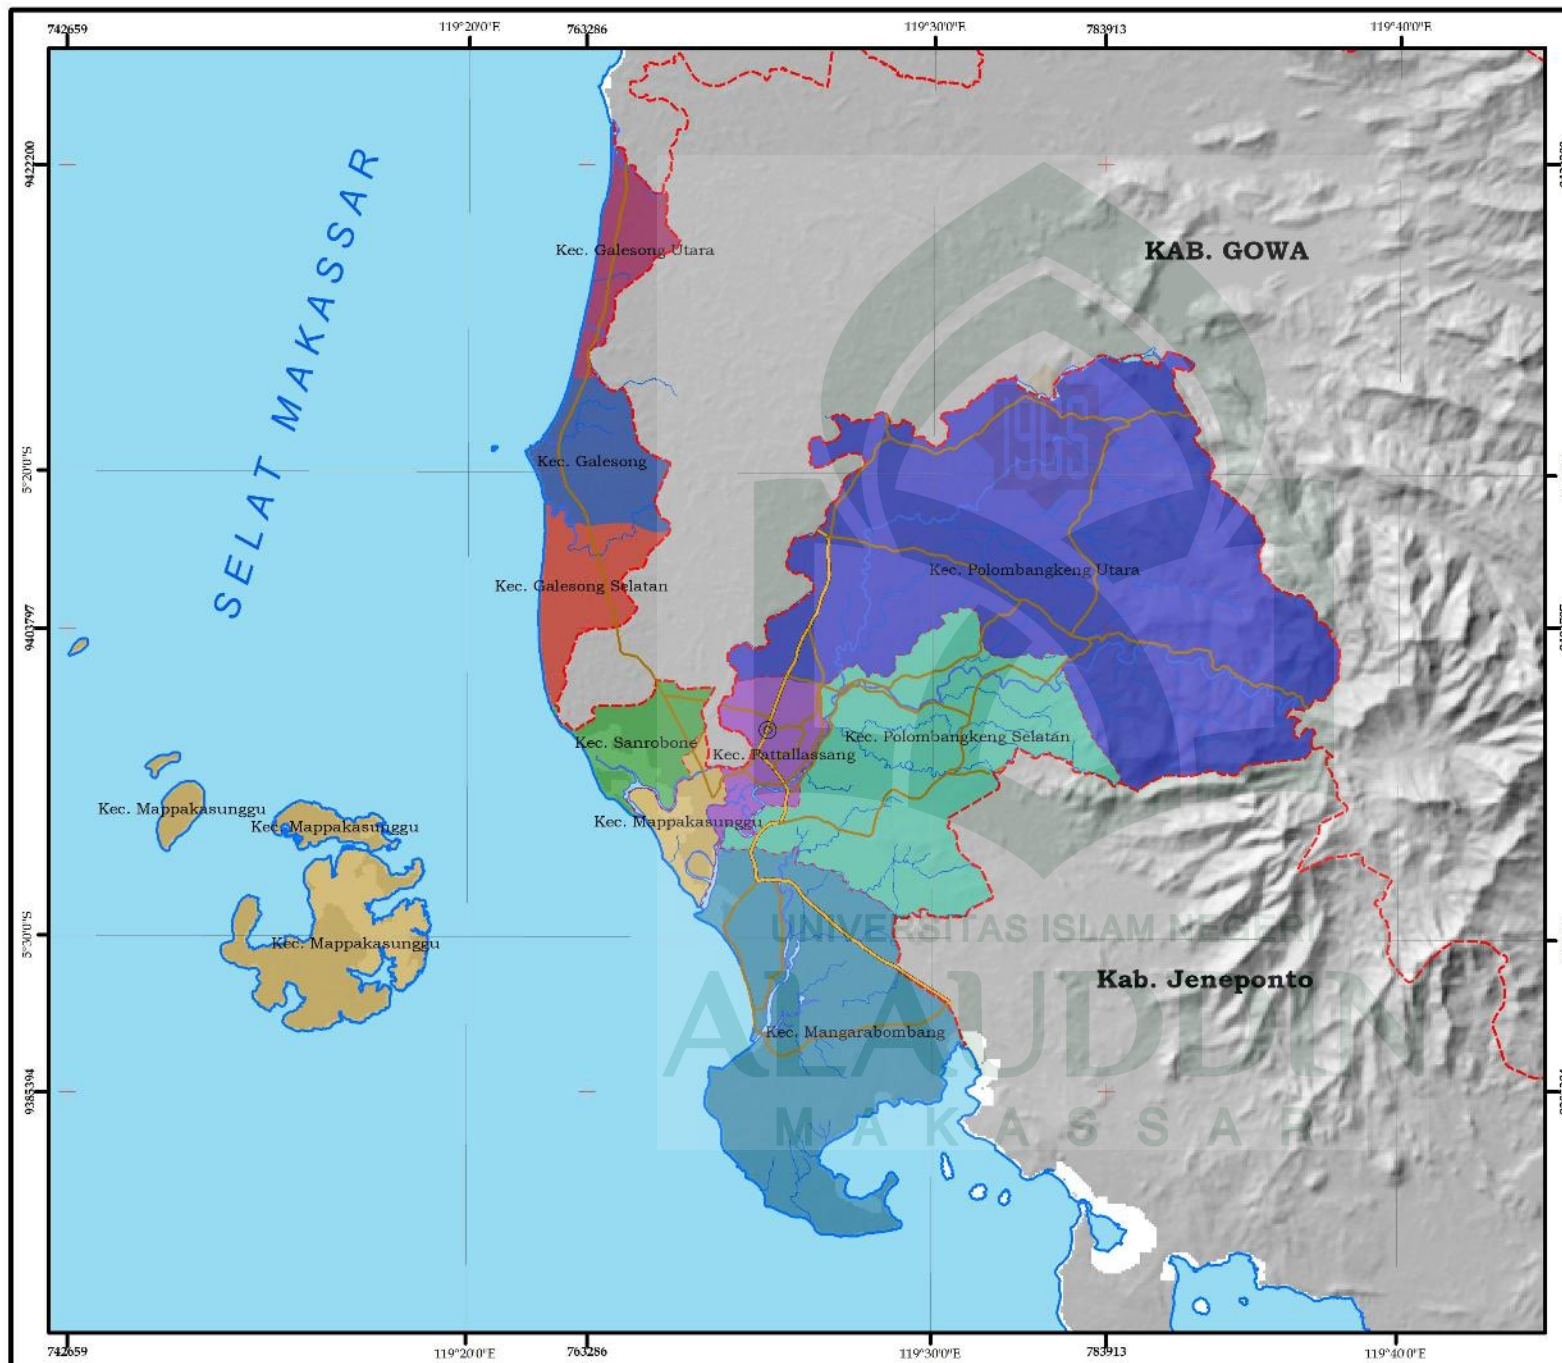 742659
119°20'0"E
763286
119°30'0"E
783913
119°40'0"E
9422200
SELAT MAKASSAR
Kec. Galesong Utara
KAB. GOWA
1965
5°20'0"S
Kec. Galesong
Kec. Polombangkeng Utara
Kec. Galesong Selatan
9403797
Kec. Polombangkeng Selatan
Kec. Sanrobone
Kec. Pattallassang
Kec. Mappakasunggu
Kec. Mappakasunggu
Kec. Mappakasunggu
UNIVERSITAS ISLAM NEGERI
5°30'0"S
Kec. Mappakasunggu
Kab. Jeneponto
ALAUDDIN
Kec. Mangarabombang
9385394
MAKASSAR
742659
119°20'0"E
763286
119°30'0"E
783913
119°40'0"E